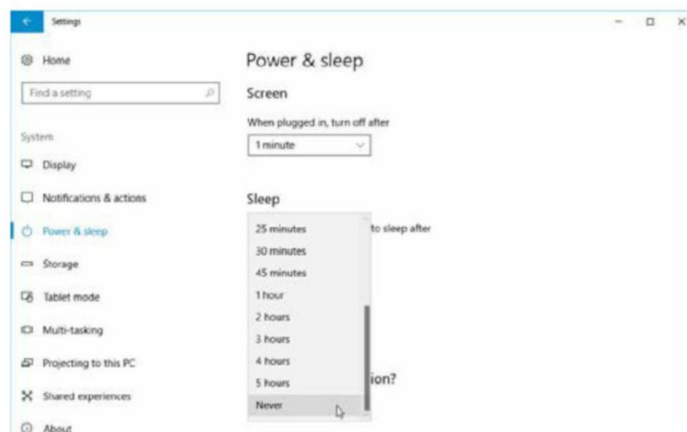 Settings
Home
Find a setting
System
Display
Notifications & actions
Power & sleep
Storage
Tablet mode
Multi-tasking
Projecting to this PC
Shared experiences
About
Power & sleep
Screen
When plugged in, turn off after
1 minute
Sleep
to sleep after
25 minutes
30 minutes
45 minutes
1 hour
2 hours
3 hours
4 hours
5 hours
Never
ion?